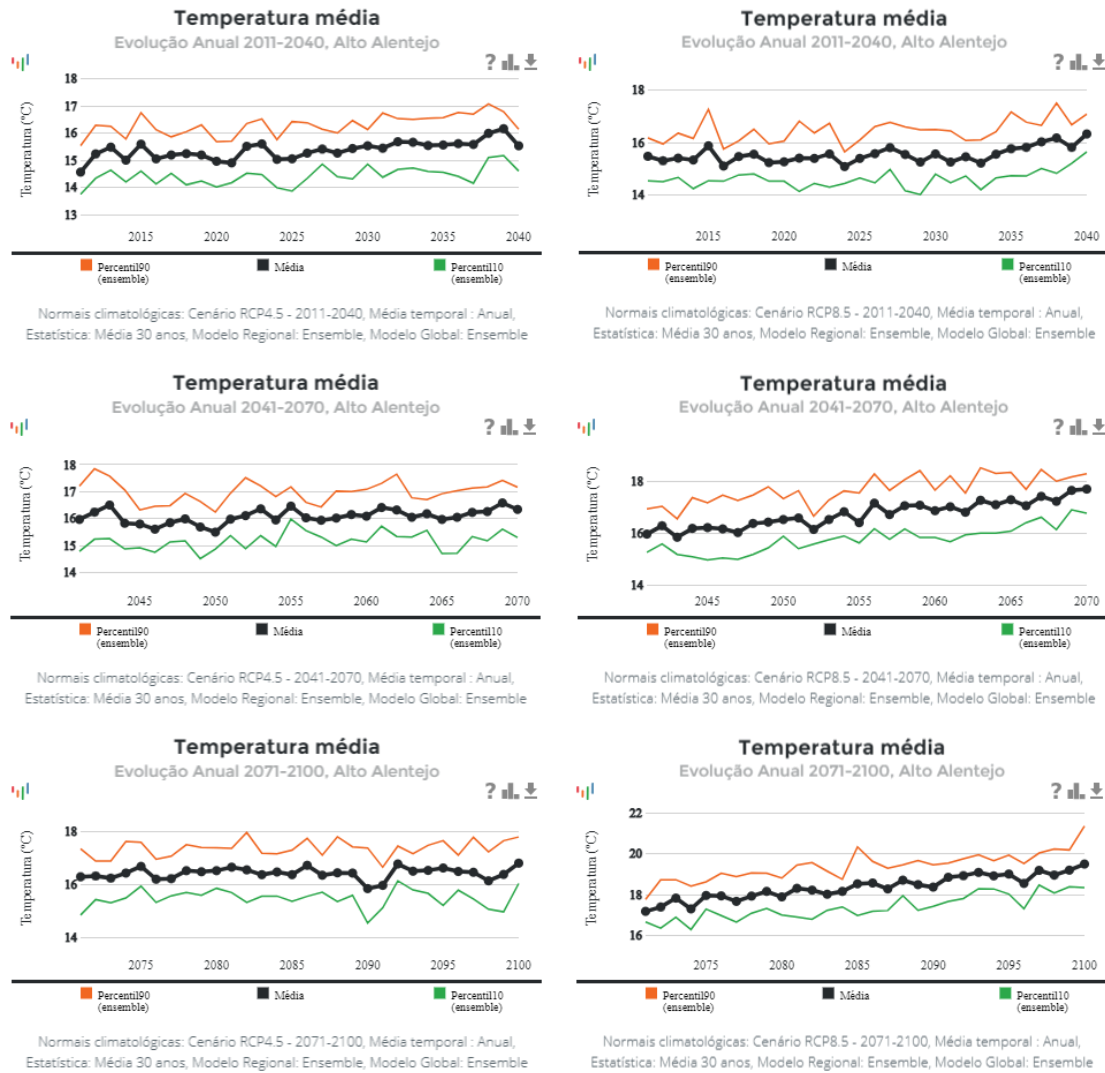 Temperatura média
Evolução Anual 2011-2040, Alto Alentejo
?
Temperatura (°C)
18
17
16
15
14
13
2015 2020 2025 2030 2035 2040
Percentil90 (ensemble) Média Percentil10 (ensemble)
Normais climatológicas: Cenário RCP4.5 - 2011-2040, Média temporal : Anual,
Estatística: Média 30 anos, Modelo Regional: Ensemble, Modelo Global: Ensemble
Temperatura média
Evolução Anual 2011-2040, Alto Alentejo
?
Temperatura (°C)
18
16
14
2015 2020 2025 2030 2035 2040
Percentil90 (ensemble) Média Percentil10 (ensemble)
Normais climatológicas: Cenário RCP8.5 - 2011-2040, Média temporal : Anual,
Estatística: Média 30 anos, Modelo Regional: Ensemble, Modelo Global: Ensemble
Temperatura média
Evolução Anual 2041-2070, Alto Alentejo
?
Temperatura (°C)
18
17
16
15
14
2045 2050 2055 2060 2065 2070
Percentil90 (ensemble) Média Percentil10 (ensemble)
Normais climatológicas: Cenário RCP4.5 - 2041-2070, Média temporal : Anual,
Estatística: Média 30 anos, Modelo Regional: Ensemble, Modelo Global: Ensemble
Temperatura média
Evolução Anual 2041-2070, Alto Alentejo
?
Temperatura (°C)
18
16
14
2045 2050 2055 2060 2065 2070
Percentil90 (ensemble) Média Percentil10 (ensemble)
Normais climatológicas: Cenário RCP8.5 - 2041-2070, Média temporal : Anual,
Estatística: Média 30 anos, Modelo Regional: Ensemble, Modelo Global: Ensemble
Temperatura média
Evolução Anual 2071-2100, Alto Alentejo
?
Temperatura (°C)
18
16
14
2075 2080 2085 2090 2095 2100
Percentil90 (ensemble) Média Percentil10 (ensemble)
Normais climatológicas: Cenário RCP4.5 - 2071-2100, Média temporal : Anual,
Estatística: Média 30 anos, Modelo Regional: Ensemble, Modelo Global: Ensemble
Temperatura média
Evolução Anual 2071-2100, Alto Alentejo
?
Temperatura (°C)
22
20
18
16
2075 2080 2085 2090 2095 2100
Percentil90 (ensemble) Média Percentil10 (ensemble)
Normais climatológicas: Cenário RCP8.5 - 2071-2100, Média temporal : Anual,
Estatística: Média 30 anos, Modelo Regional: Ensemble, Modelo Global: Ensemble